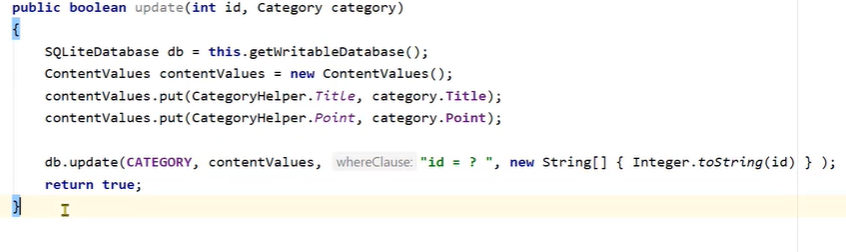 public boolean update(int id, Category category)
{
SQLiteDatabase db = this.getWritableDatabase();
ContentValues contentValues = new ContentValues();
contentValues.put(CategoryHelper.Title, category.Title);
contentValues.put(CategoryHelper.Point, category.Point);
db.update(CATEGORY, contentValues, whereClause: "id = ? ", new String[] { Integer.toString(id) } );
return true;
}